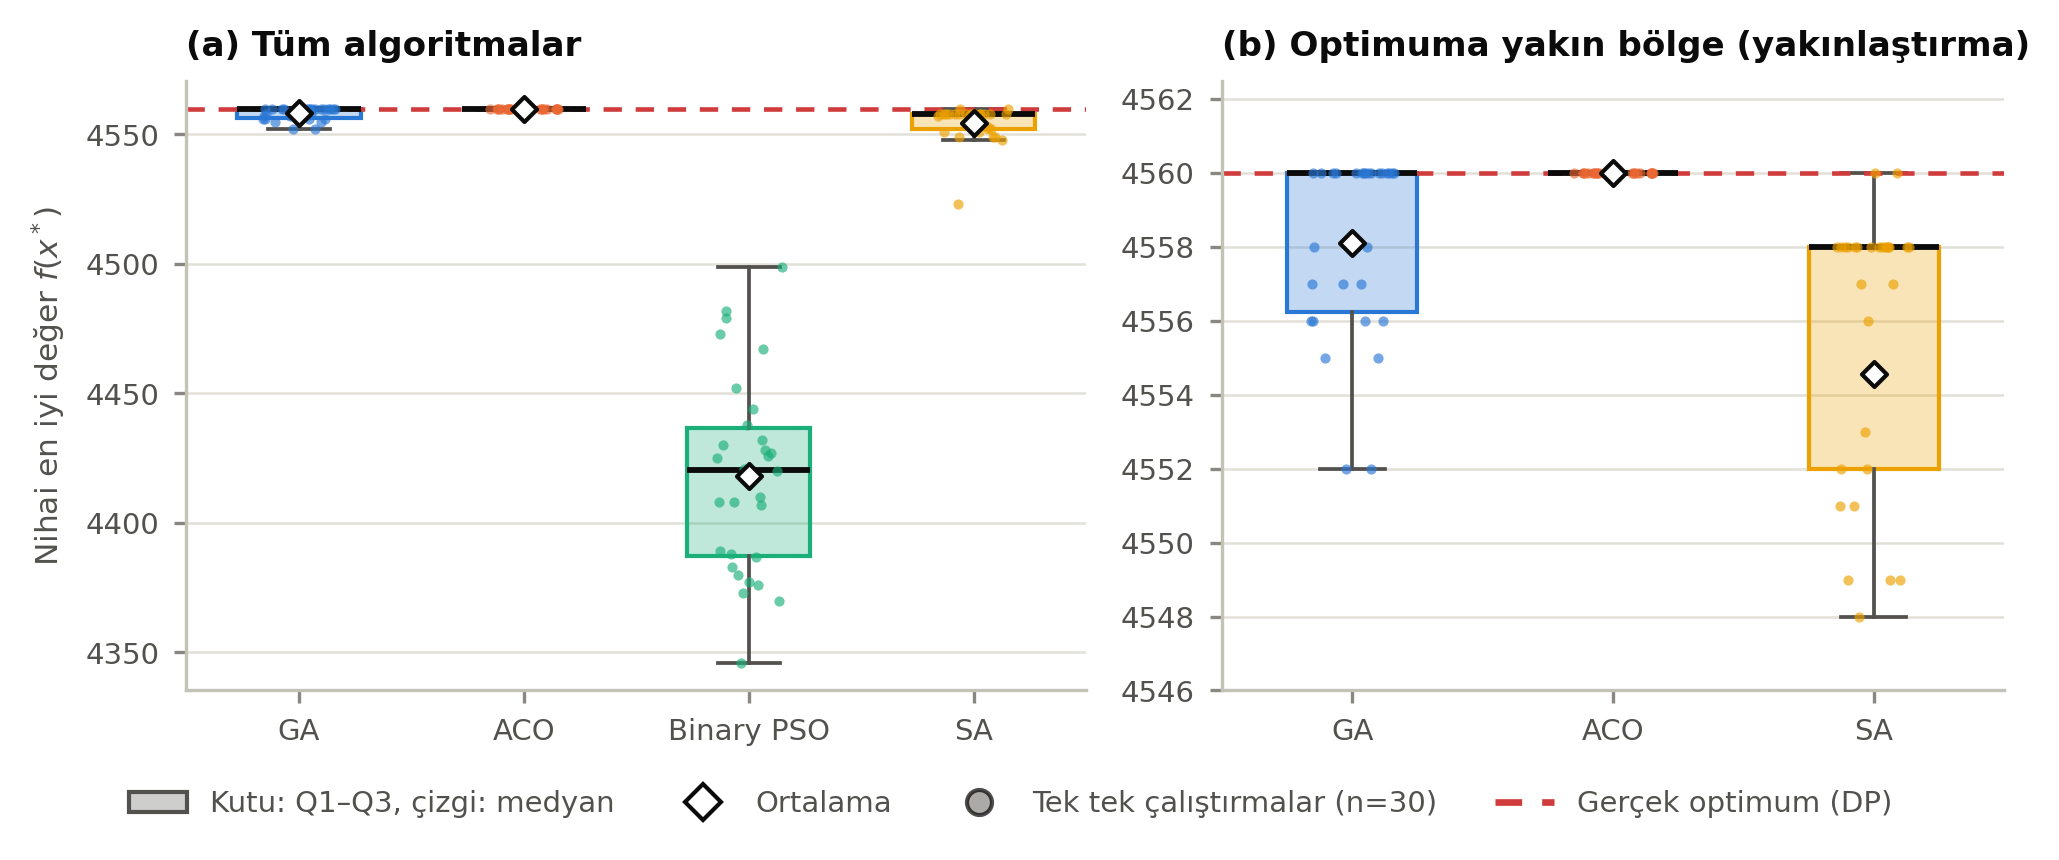 (a) Tüm algoritmalar
Nihai en iyi değer f(x*)
4550
4500
4450
4400
4350
GA
ACO
Binary PSO
SA
(b) Optimuma yakın bölge (yakınlaştırma)
4562
4560
4558
4556
4554
4552
4550
4548
4546
GA
ACO
SA
Kutu: Q1–Q3, çizgi: medyan
Ortalama
Tek tek çalıştırmalar (n=30)
Gerçek optimum (DP)